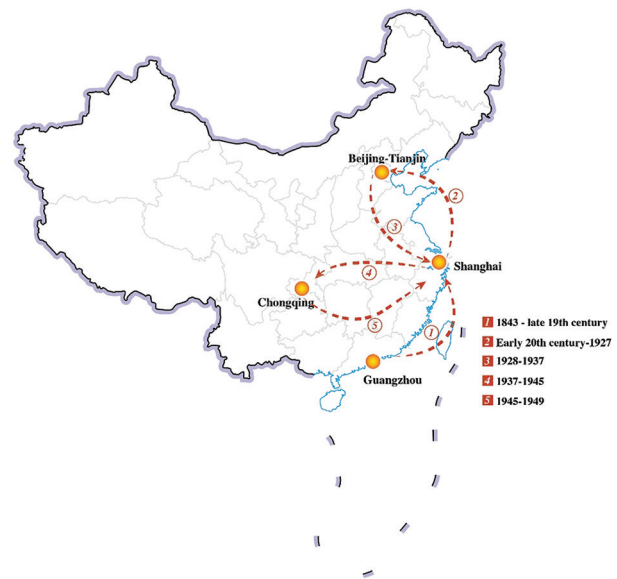 Beijing-Tianjin
2
3
Shanghai
4
Chongqing
5
1
Guangzhou
1 1843 - late 19th century
2 Early 20th century-1927
3 1928-1937
4 1937-1945
5 1945-1949